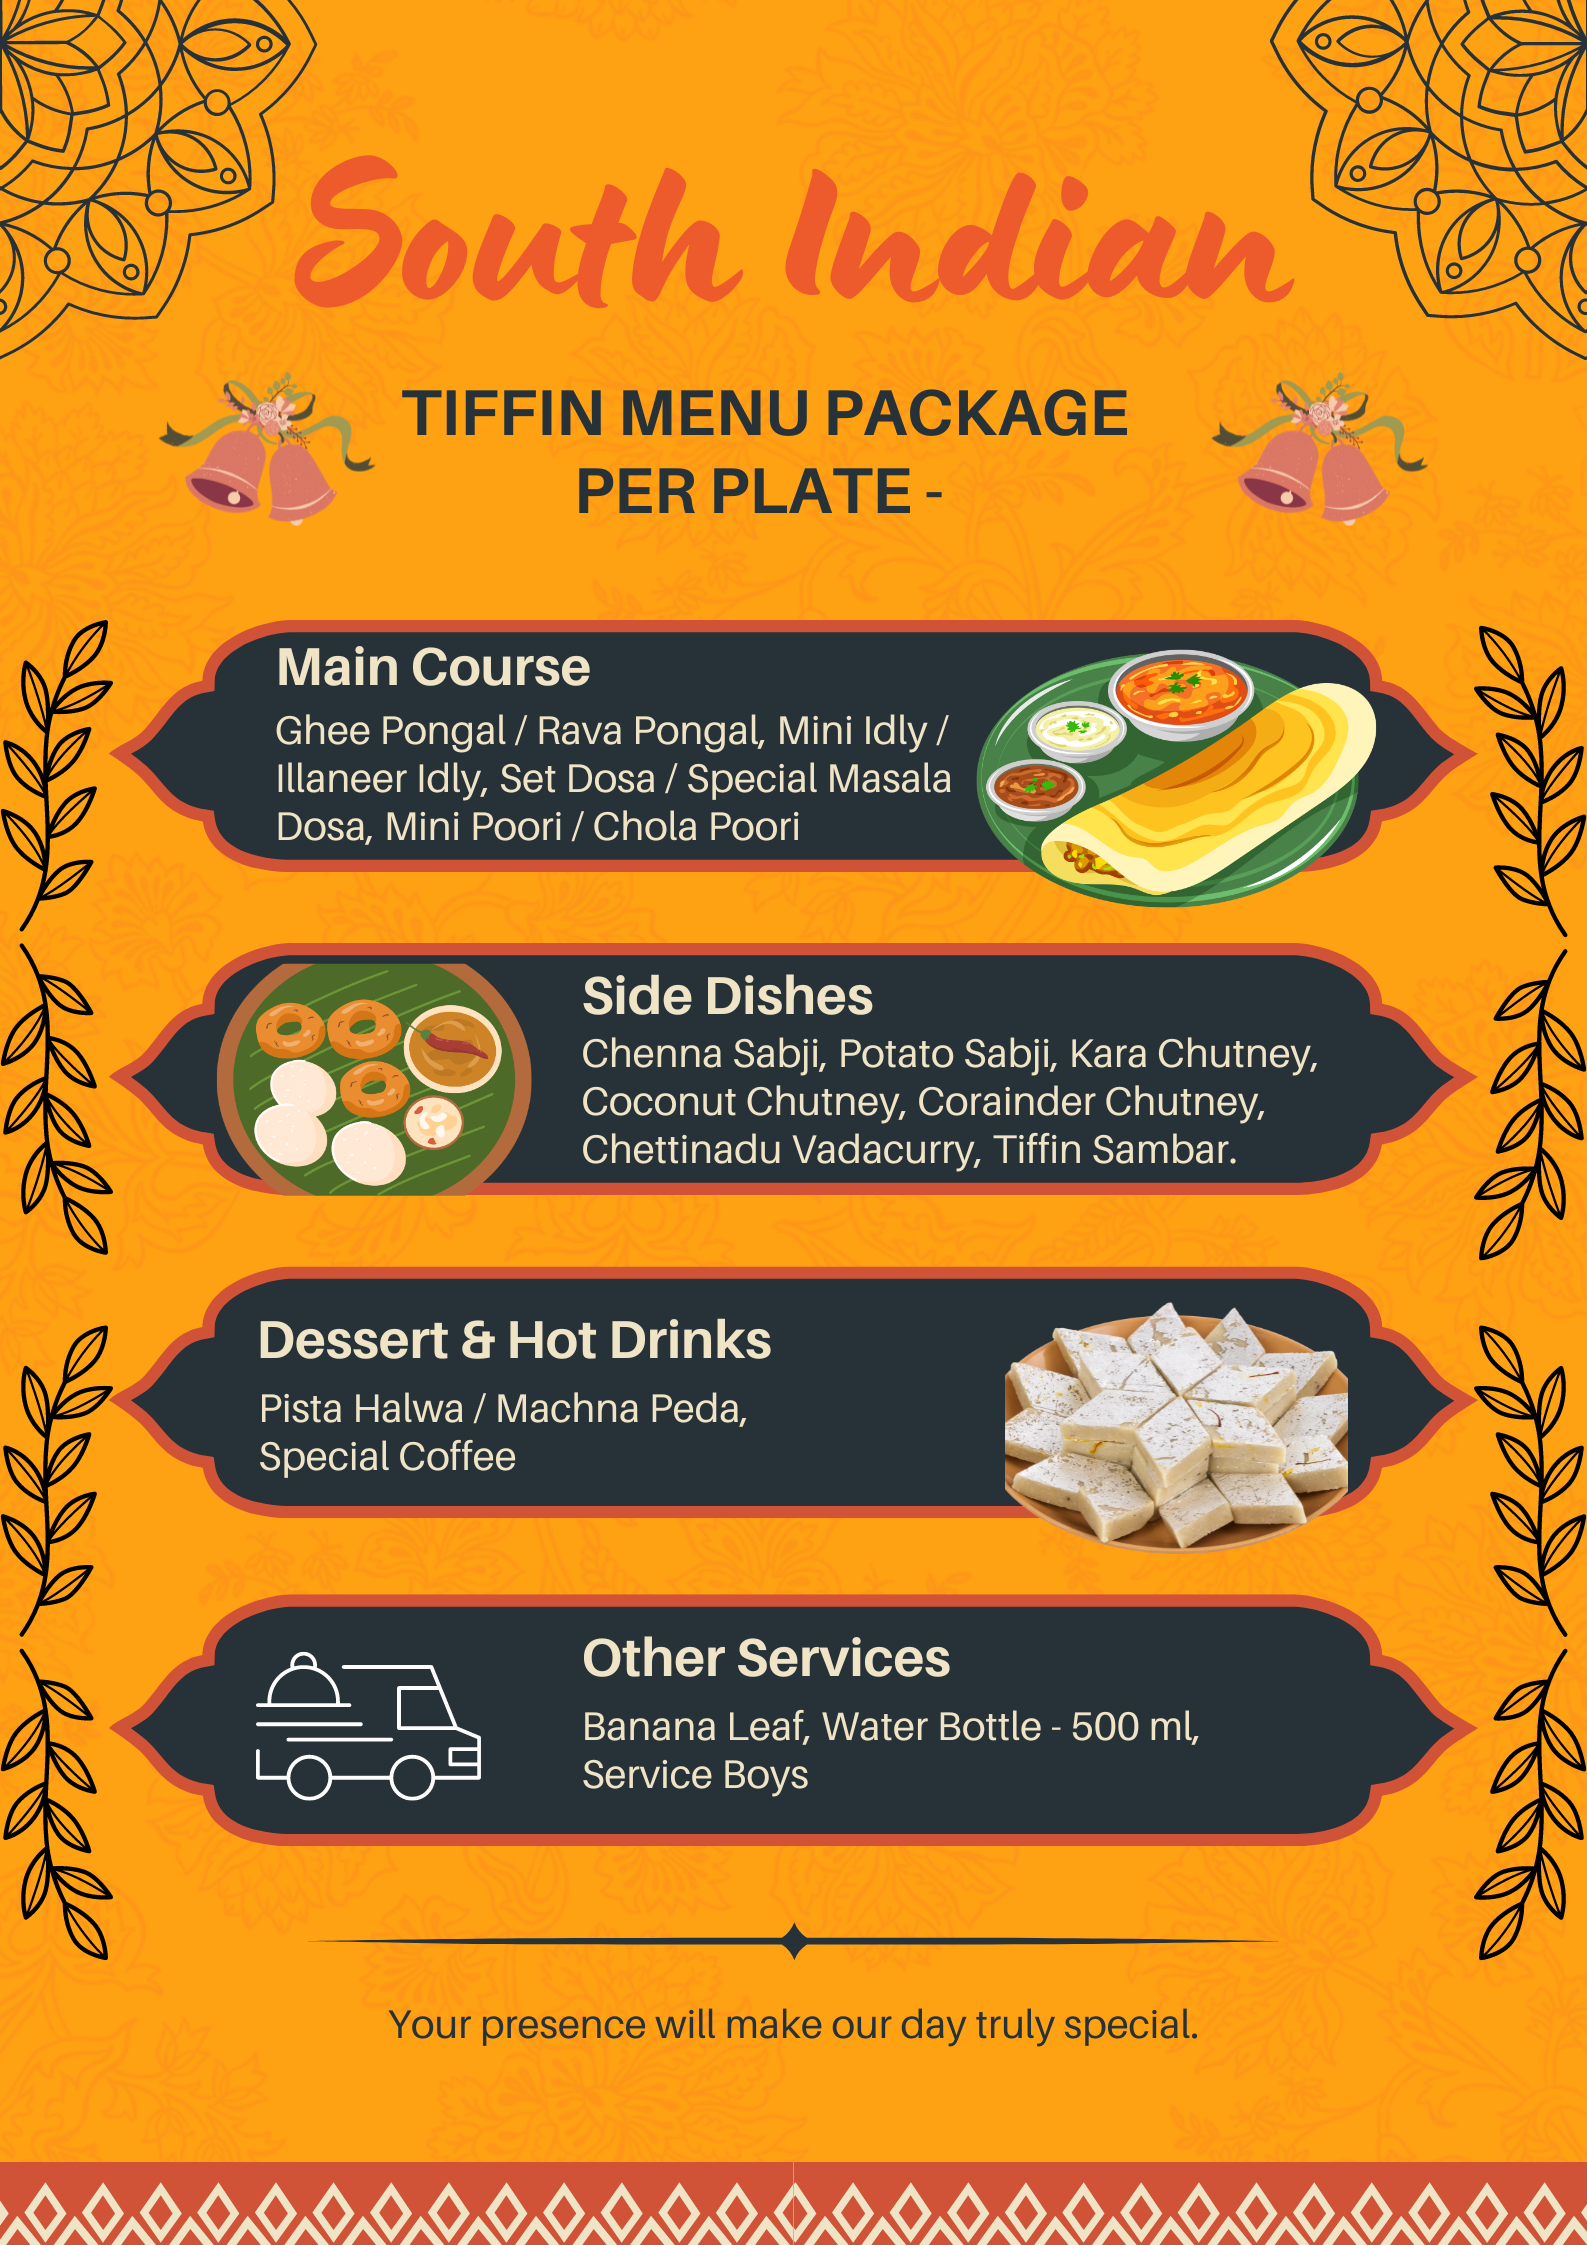 South Indian
TIFFIN MENU PACKAGE
PER PLATE -
Main Course
Ghee Pongal / Rava Pongal, Mini Idly /
Illaneer Idly, Set Dosa / Special Masala
Dosa, Mini Poori / Chola Poori
Side Dishes
Chenna Sabji, Potato Sabji, Kara Chutney,
Coconut Chutney, Corainder Chutney,
Chettinadu Vadacurry, Tiffin Sambar.
Dessert & Hot Drinks
Pista Halwa / Machna Peda,
Special Coffee
Other Services
Banana Leaf, Water Bottle - 500 ml,
Service Boys
Your presence will make our day truly special.